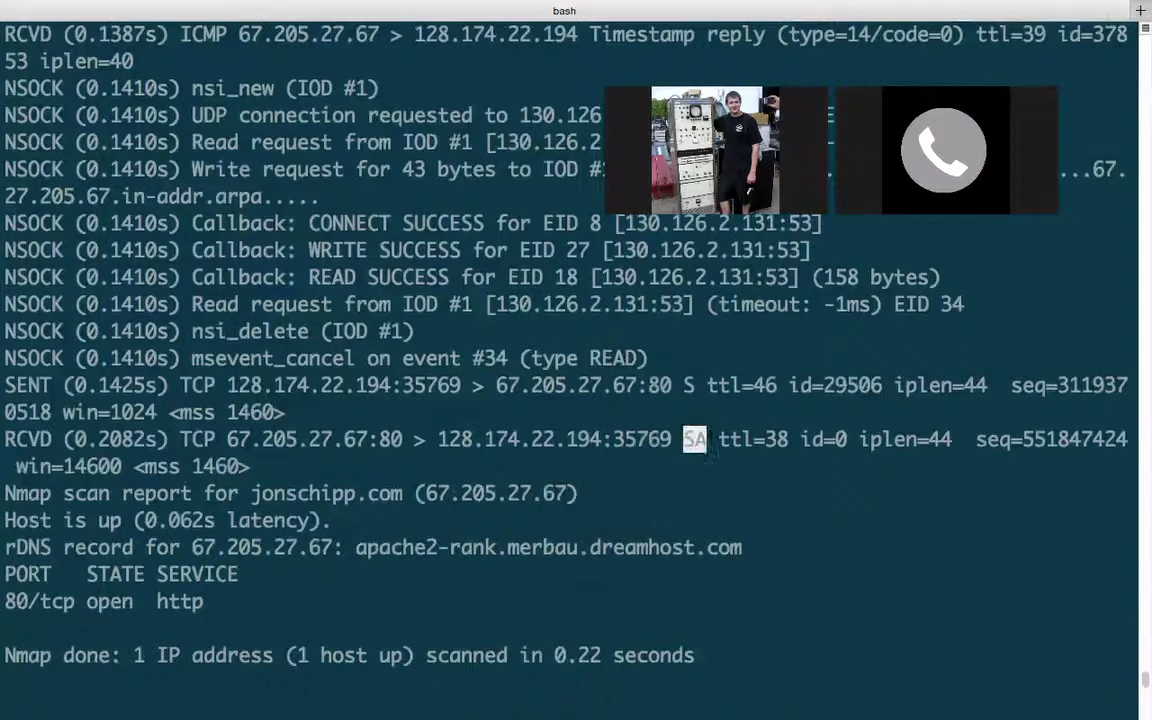 bash
RCVD (0.1387s) ICMP 67.205.27.67 > 128.174.22.194 Timestamp reply (type=14/code=0) ttl=39 id=378
53 iplen=40
NSOCK (0.1410s) nsi_new (IOD #1)
NSOCK (0.1410s) UDP connection requested to 130.126
NSOCK (0.1410s) Read request from IOD #1 [130.126.2
NSOCK (0.1410s) Write request for 43 bytes to IOD # ...67.
27.205.67.in-addr.arpa.....
NSOCK (0.1410s) Callback: CONNECT SUCCESS for EID 8 [130.126.2.131:53]
NSOCK (0.1410s) Callback: WRITE SUCCESS for EID 27 [130.126.2.131:53]
NSOCK (0.1410s) Callback: READ SUCCESS for EID 18 [130.126.2.131:53] (158 bytes)
NSOCK (0.1410s) Read request from IOD #1 [130.126.2.131:53] (timeout: -1ms) EID 34
NSOCK (0.1410s) nsi_delete (IOD #1)
NSOCK (0.1410s) msevent_cancel on event #34 (type READ)
SENT (0.1425s) TCP 128.174.22.194:35769 > 67.205.27.67:80 S ttl=46 id=29506 iplen=44  seq=311937
0518 win=1024 <mss 1460>
RCVD (0.2082s) TCP 67.205.27.67:80 > 128.174.22.194:35769 SA ttl=38 id=0 iplen=44  seq=551847424
win=14600 <mss 1460>
Nmap scan report for jonschipp.com (67.205.27.67)
Host is up (0.062s latency).
rDNS record for 67.205.27.67: apache2-rank.merbau.dreamhost.com
PORT   STATE SERVICE
80/tcp open  http
Nmap done: 1 IP address (1 host up) scanned in 0.22 seconds